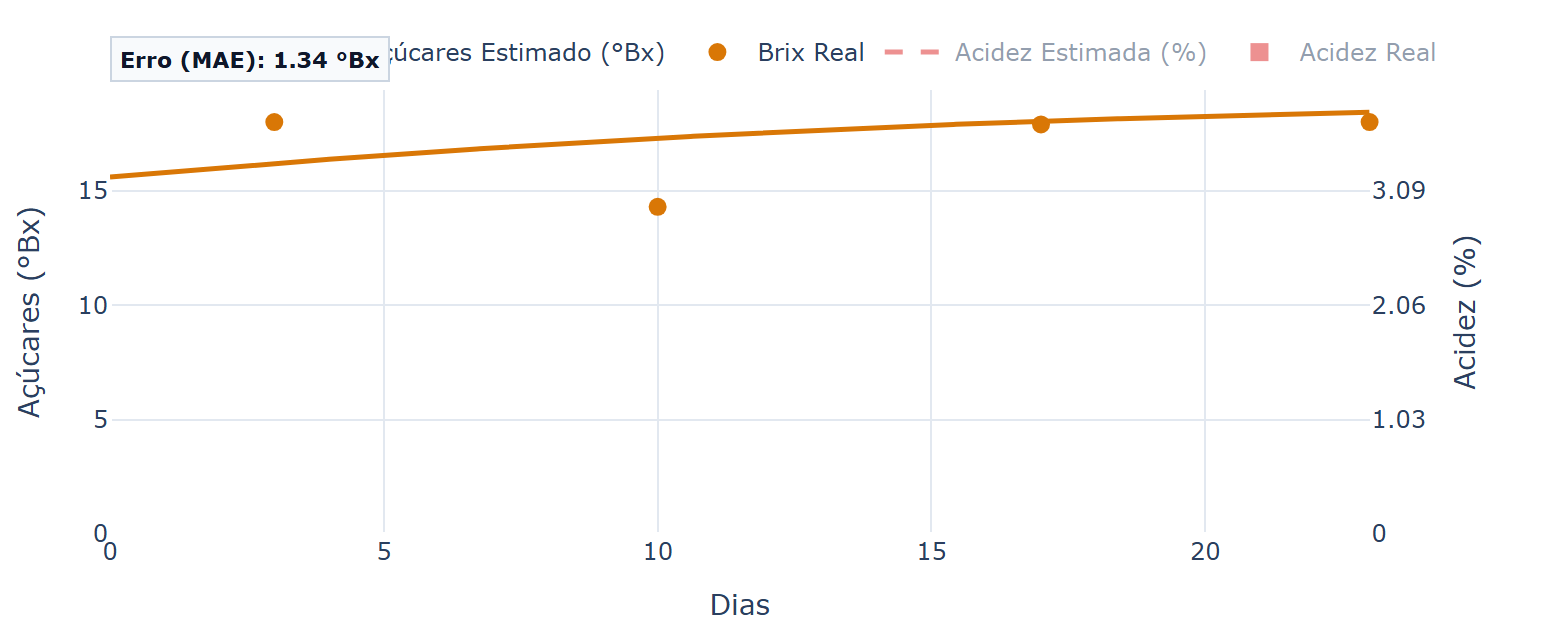 Erro (MAE): 1.34 °Bx
çúcares Estimado (°Bx)
Brix Real
Acidez Estimada (%)
Acidez Real
15
10
5
0
Açúcares (°Bx)
3.09
2.06
1.03
0
Acidez (%)
0
5
10
15
20
Dias